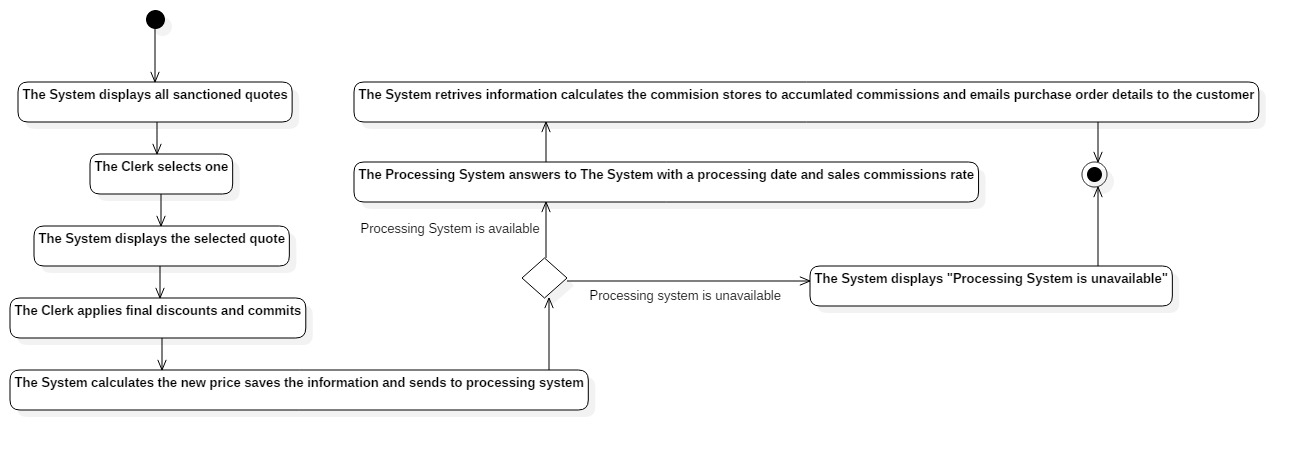 The System displays all sanctioned quotes
The Clerk selects one
The System displays the selected quote
The Clerk applies final discounts and commits
The System calculates the new price saves the information and sends to processing system
The System retrives information calculates the commision stores to accumlated commissions and emails purchase order details to the customer
The Processing System answers to The System with a processing date and sales commissions rate
Processing System is available
Processing system is unavailable
The System displays "Processing System is unavailable"